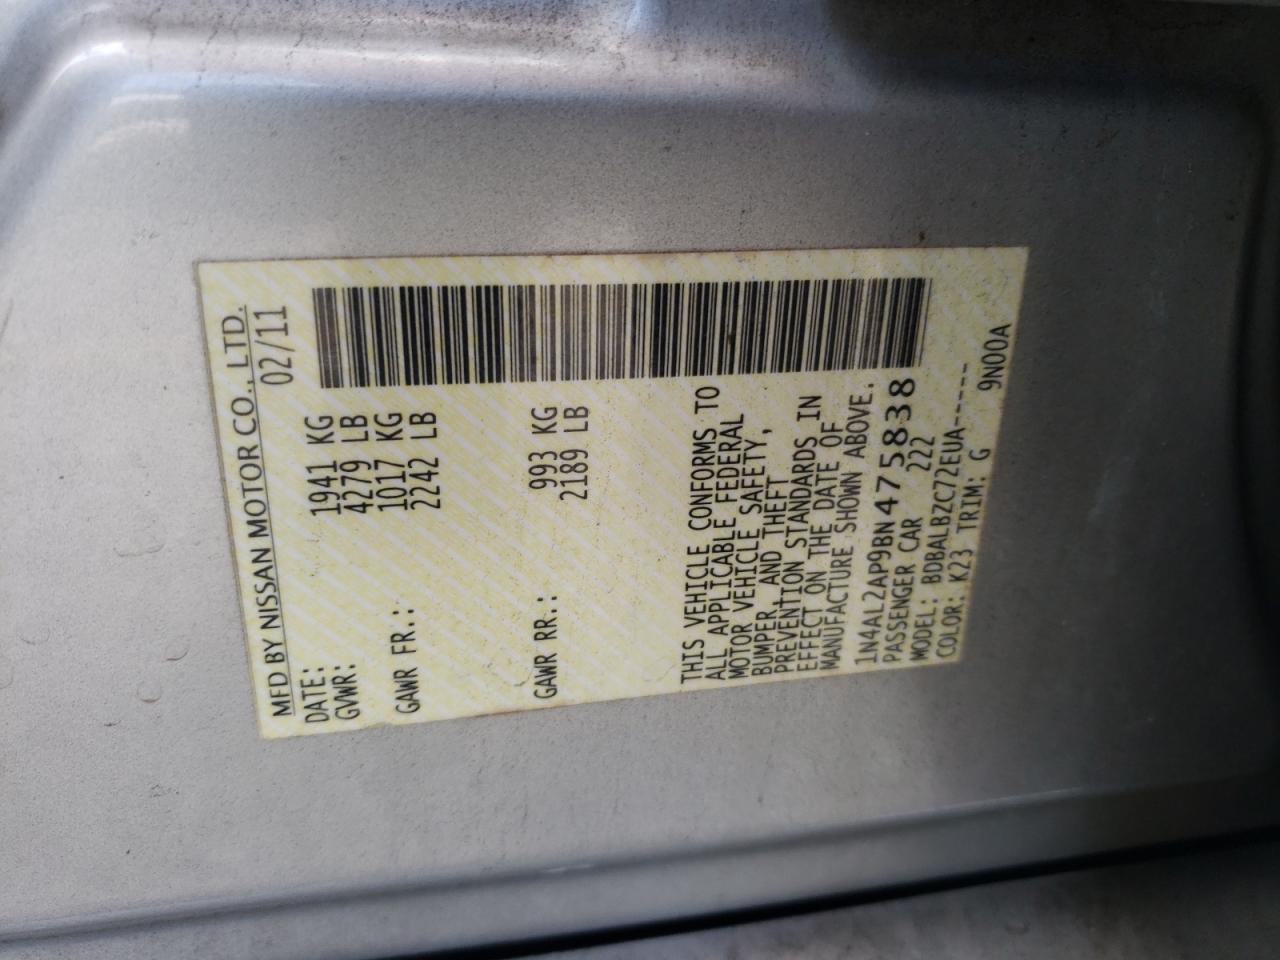 MFD BY NISSAN MOTOR CO., LTD.
DATE: 02/11
GVWR: 1941 KG
4279 LB
GAWR FR.: 1017 KG
2242 LB
GAWR RR.: 993 KG
2189 LB
THIS VEHICLE CONFORMS TO
ALL APPLICABLE FEDERAL
MOTOR VEHICLE SAFETY,
BUMPER, AND THEFT
PREVENTION STANDARDS IN
EFFECT ON THE DATE OF
MANUFACTURE SHOWN ABOVE.
1N4AL2AP9BN475838
PASSENGER CAR 222
MODEL: BDBALBZC72EUA-----
COLOR: K23 TRIM: G 9N00A